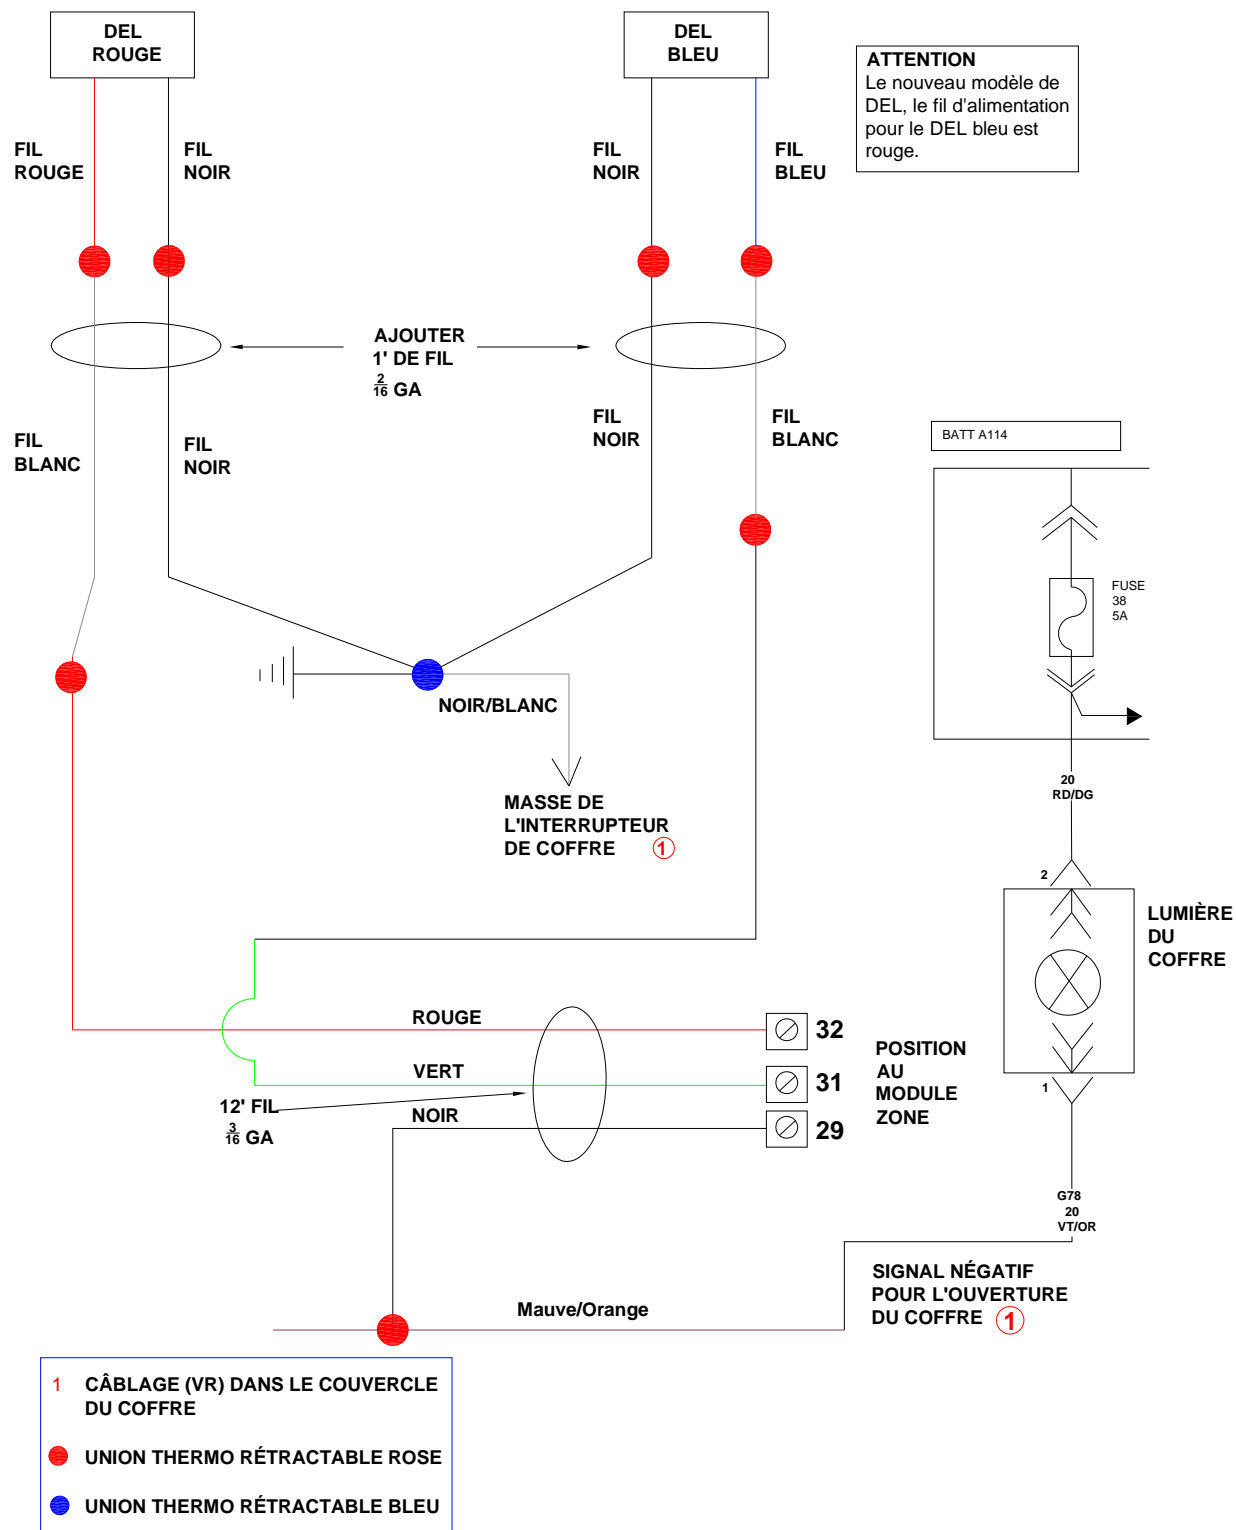 DEL
ROUGE
DEL
BLEU
ATTENTION
Le nouveau modèle de
DEL, le fil d'alimentation
pour le DEL bleu est
rouge.
FIL
ROUGE
FIL
NOIR
FIL
NOIR
FIL
BLEU
AJOUTER
1' DE FIL
2/16 GA
FIL
BLANC
FIL
NOIR
FIL
NOIR
FIL
BLANC
BATT A114
FUSE
38
5A
NOIR/BLANC
MASSE DE
L'INTERRUPTEUR
DE COFFRE 1
20
RD/DG
2
LUMIÈRE
DU
COFFRE
1
ROUGE
32
VERT
31
NOIR
29
12' FIL
3/16 GA
POSITION
AU
MODULE
ZONE
G78
20
VT/OR
SIGNAL NÉGATIF
POUR L'OUVERTURE
DU COFFRE 1
Mauve/Orange
1 CÂBLAGE (VR) DANS LE COUVERCLE
DU COFFRE
UNION THERMO RÉTRACTABLE ROSE
UNION THERMO RÉTRACTABLE BLEU